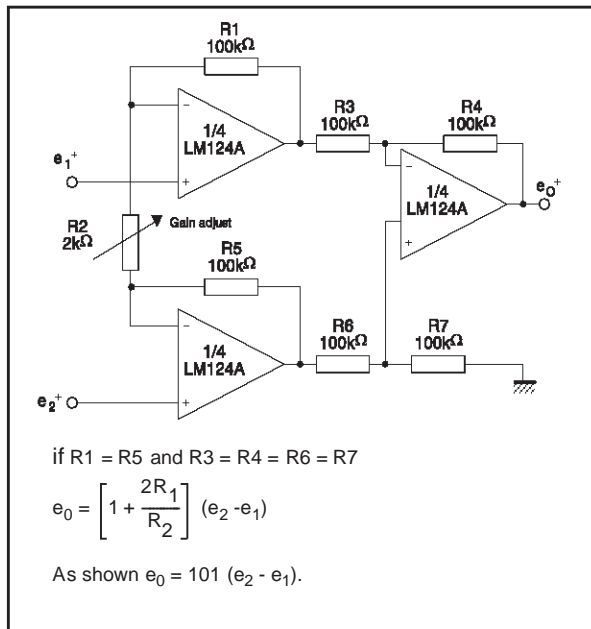 R1
100kΩ
R3
100kΩ
R4
100kΩ
1/4
LM124A
e1+
1/4
LM124A
eO+
R2
2kΩ
Gain adjust
R5
100kΩ
R6
100kΩ
R7
100kΩ
1/4
LM124A
e2+
if R1 = R5 and R3 = R4 = R6 = R7
e0 = [1 + 2R1/R2] (e2 -e1)
As shown e0 = 101 (e2 - e1).